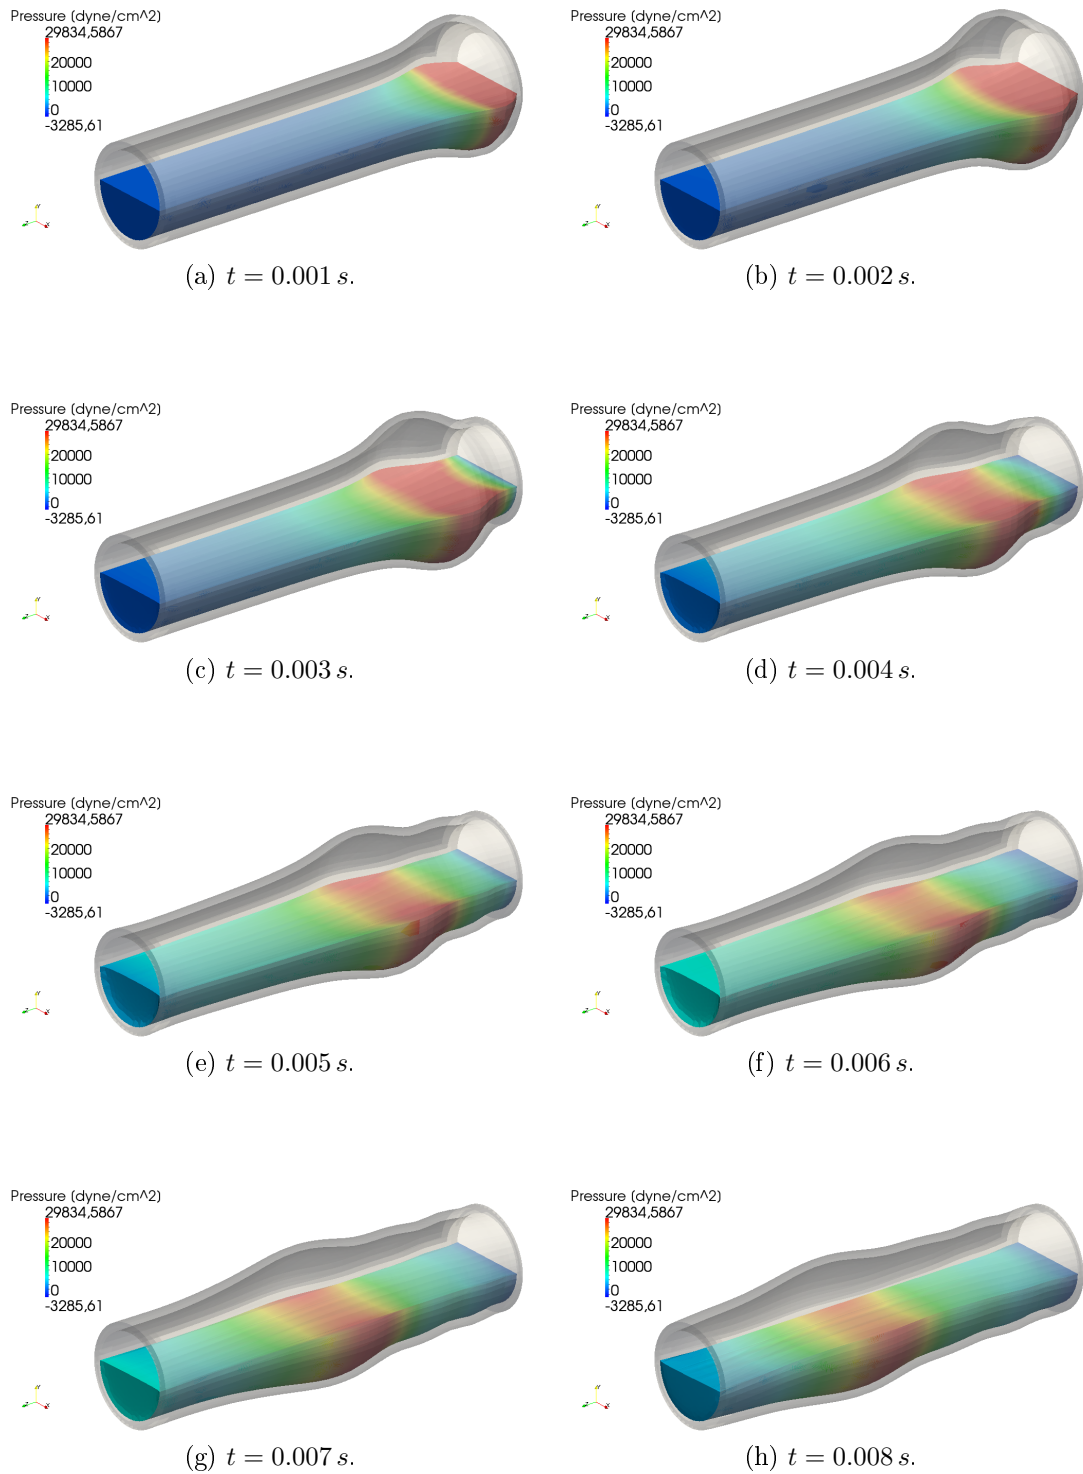 Pressure (dyne/cm^2)
29834,5867
20000
10000
0
-3285,61
Y
Z
X
(a) t = 0.001 s.
Pressure (dyne/cm^2)
29834,5867
20000
10000
0
-3285,61
Y
Z
X
(b) t = 0.002 s.
Pressure (dyne/cm^2)
29834,5867
20000
10000
0
-3285,61
Y
Z
X
(c) t = 0.003 s.
Pressure (dyne/cm^2)
29834,5867
20000
10000
0
-3285,61
Y
Z
X
(d) t = 0.004 s.
Pressure (dyne/cm^2)
29834,5867
20000
10000
0
-3285,61
Y
Z
X
(e) t = 0.005 s.
Pressure (dyne/cm^2)
29834,5867
20000
10000
0
-3285,61
Y
Z
X
(f) t = 0.006 s.
Pressure (dyne/cm^2)
29834,5867
20000
10000
0
-3285,61
Y
Z
X
(g) t = 0.007 s.
Pressure (dyne/cm^2)
29834,5867
20000
10000
0
-3285,61
Y
Z
X
(h) t = 0.008 s.